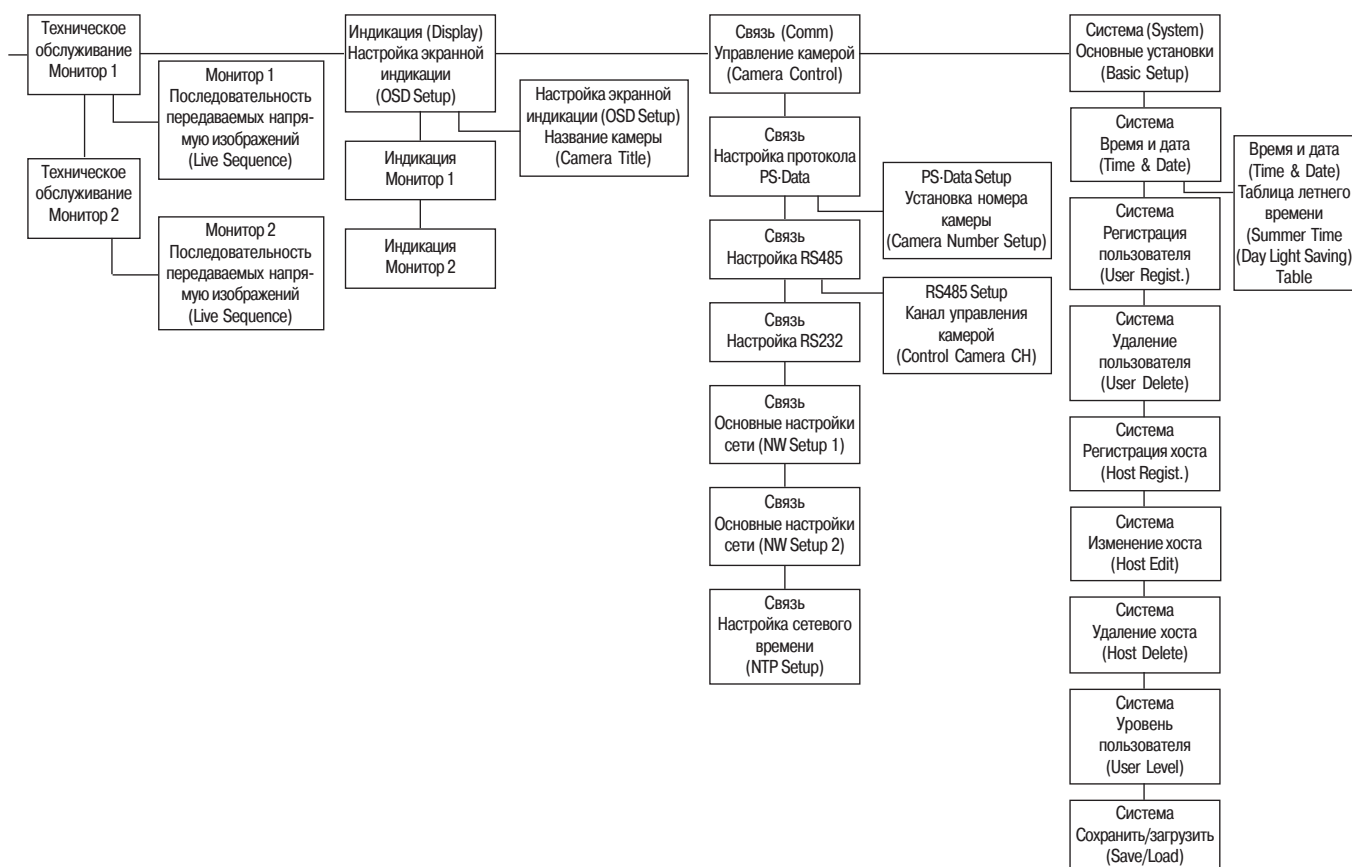 Техническое
обслуживание
Монитор 1
Монитор 1
Последовательность
передаваемых напря-
мую изображений
(Live Sequence)
Техническое
обслуживание
Монитор 2
Монитор 2
Последовательность
передаваемых напря-
мую изображений
(Live Sequence)
Индикация (Display)
Настройка экранной
индикации
(OSD Setup)
Настройка экранной
индикации (OSD Setup)
Название камеры
(Camera Title)
Индикация
Монитор 1
Индикация
Монитор 2
Связь (Comm)
Управление камерой
(Camera Control)
Связь
Настройка протокола
PS·Data
PS·Data Setup
Установка номера
камеры
(Camera Number Setup)
Связь
Настройка RS485
RS485 Setup
Канал управления
камерой
(Control Camera CH)
Связь
Настройка RS232
Связь
Основные настройки
сети (NW Setup 1)
Связь
Основные настройки
сети (NW Setup 2)
Связь
Настройка сетевого
времени
(NTP Setup)
Система (System)
Основные установки
(Basic Setup)
Система
Время и дата
(Time & Date)
Время и дата
(Time & Date)
Таблица летнего
времени
(Summer Time
(Day Light Saving)
Table
Система
Регистрация
пользователя
(User Regist.)
Система
Удаление
пользователя
(User Delete)
Система
Регистрация хоста
(Host Regist.)
Система
Изменение хоста
(Host Edit)
Система
Удаление хоста
(Host Delete)
Система
Уровень
пользователя
(User Level)
Система
Сохранить/загрузить
(Save/Load)